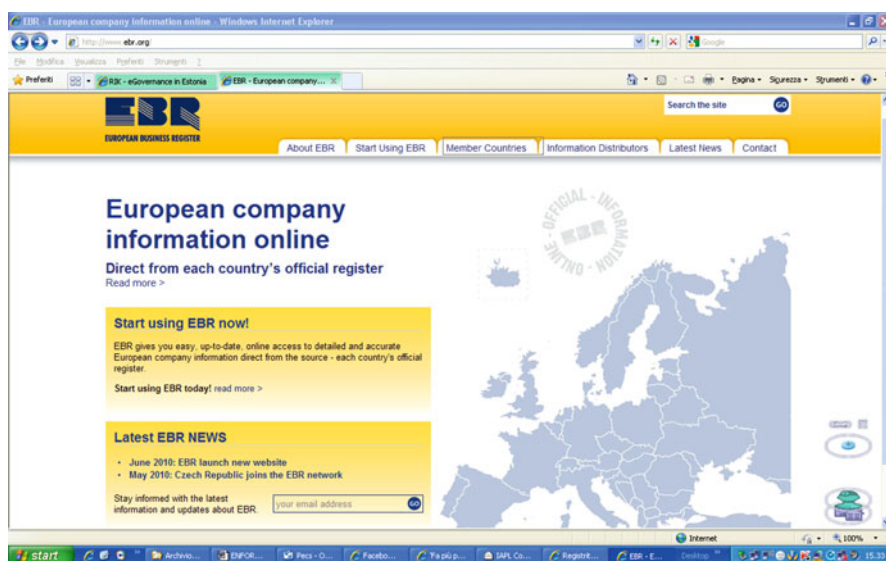 EBR - European company information online - Windows Internet Explorer
http://www.ebr.org/
Google
File Modifica Visualizza Preferiti Strumenti ?
Preferiti
RIK - eGovernance in Estonia
EBR - European company...
Pagina
Sicurezza
Strumenti
EBR
EUROPEAN BUSINESS REGISTER
Search the site
GO
About EBR
Start Using EBR
Member Countries
Information Distributors
Latest News
Contact
European company
information online
Direct from each country's official register
Read more >
OFFICIAL - INFORMATION
EBR
ONLINE - NOW!
Start using EBR now!
EBR gives you easy, up-to-date, online access to detailed and accurate
European company information direct from the source - each country's official
register.
Start using EBR today! read more >
Latest EBR NEWS
• June 2010: EBR launch new website
• May 2010: Czech Republic joins the EBR network
Stay informed with the latest
information and updates about EBR.
your email address
GO
Internet
100%
start
Archivio...
Pecs - O...
Facebo...
IAPL Co...
Registrit...
EBR - E...
Desktop
15.33